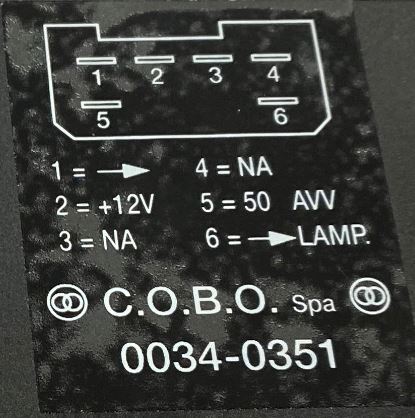 1 2 3 4
5 6
1 = → 4 = NA
2 = +12V 5 = 50 AVV
3 = NA 6 = → LAMP.
C.O.B.O. Spa
0034-0351